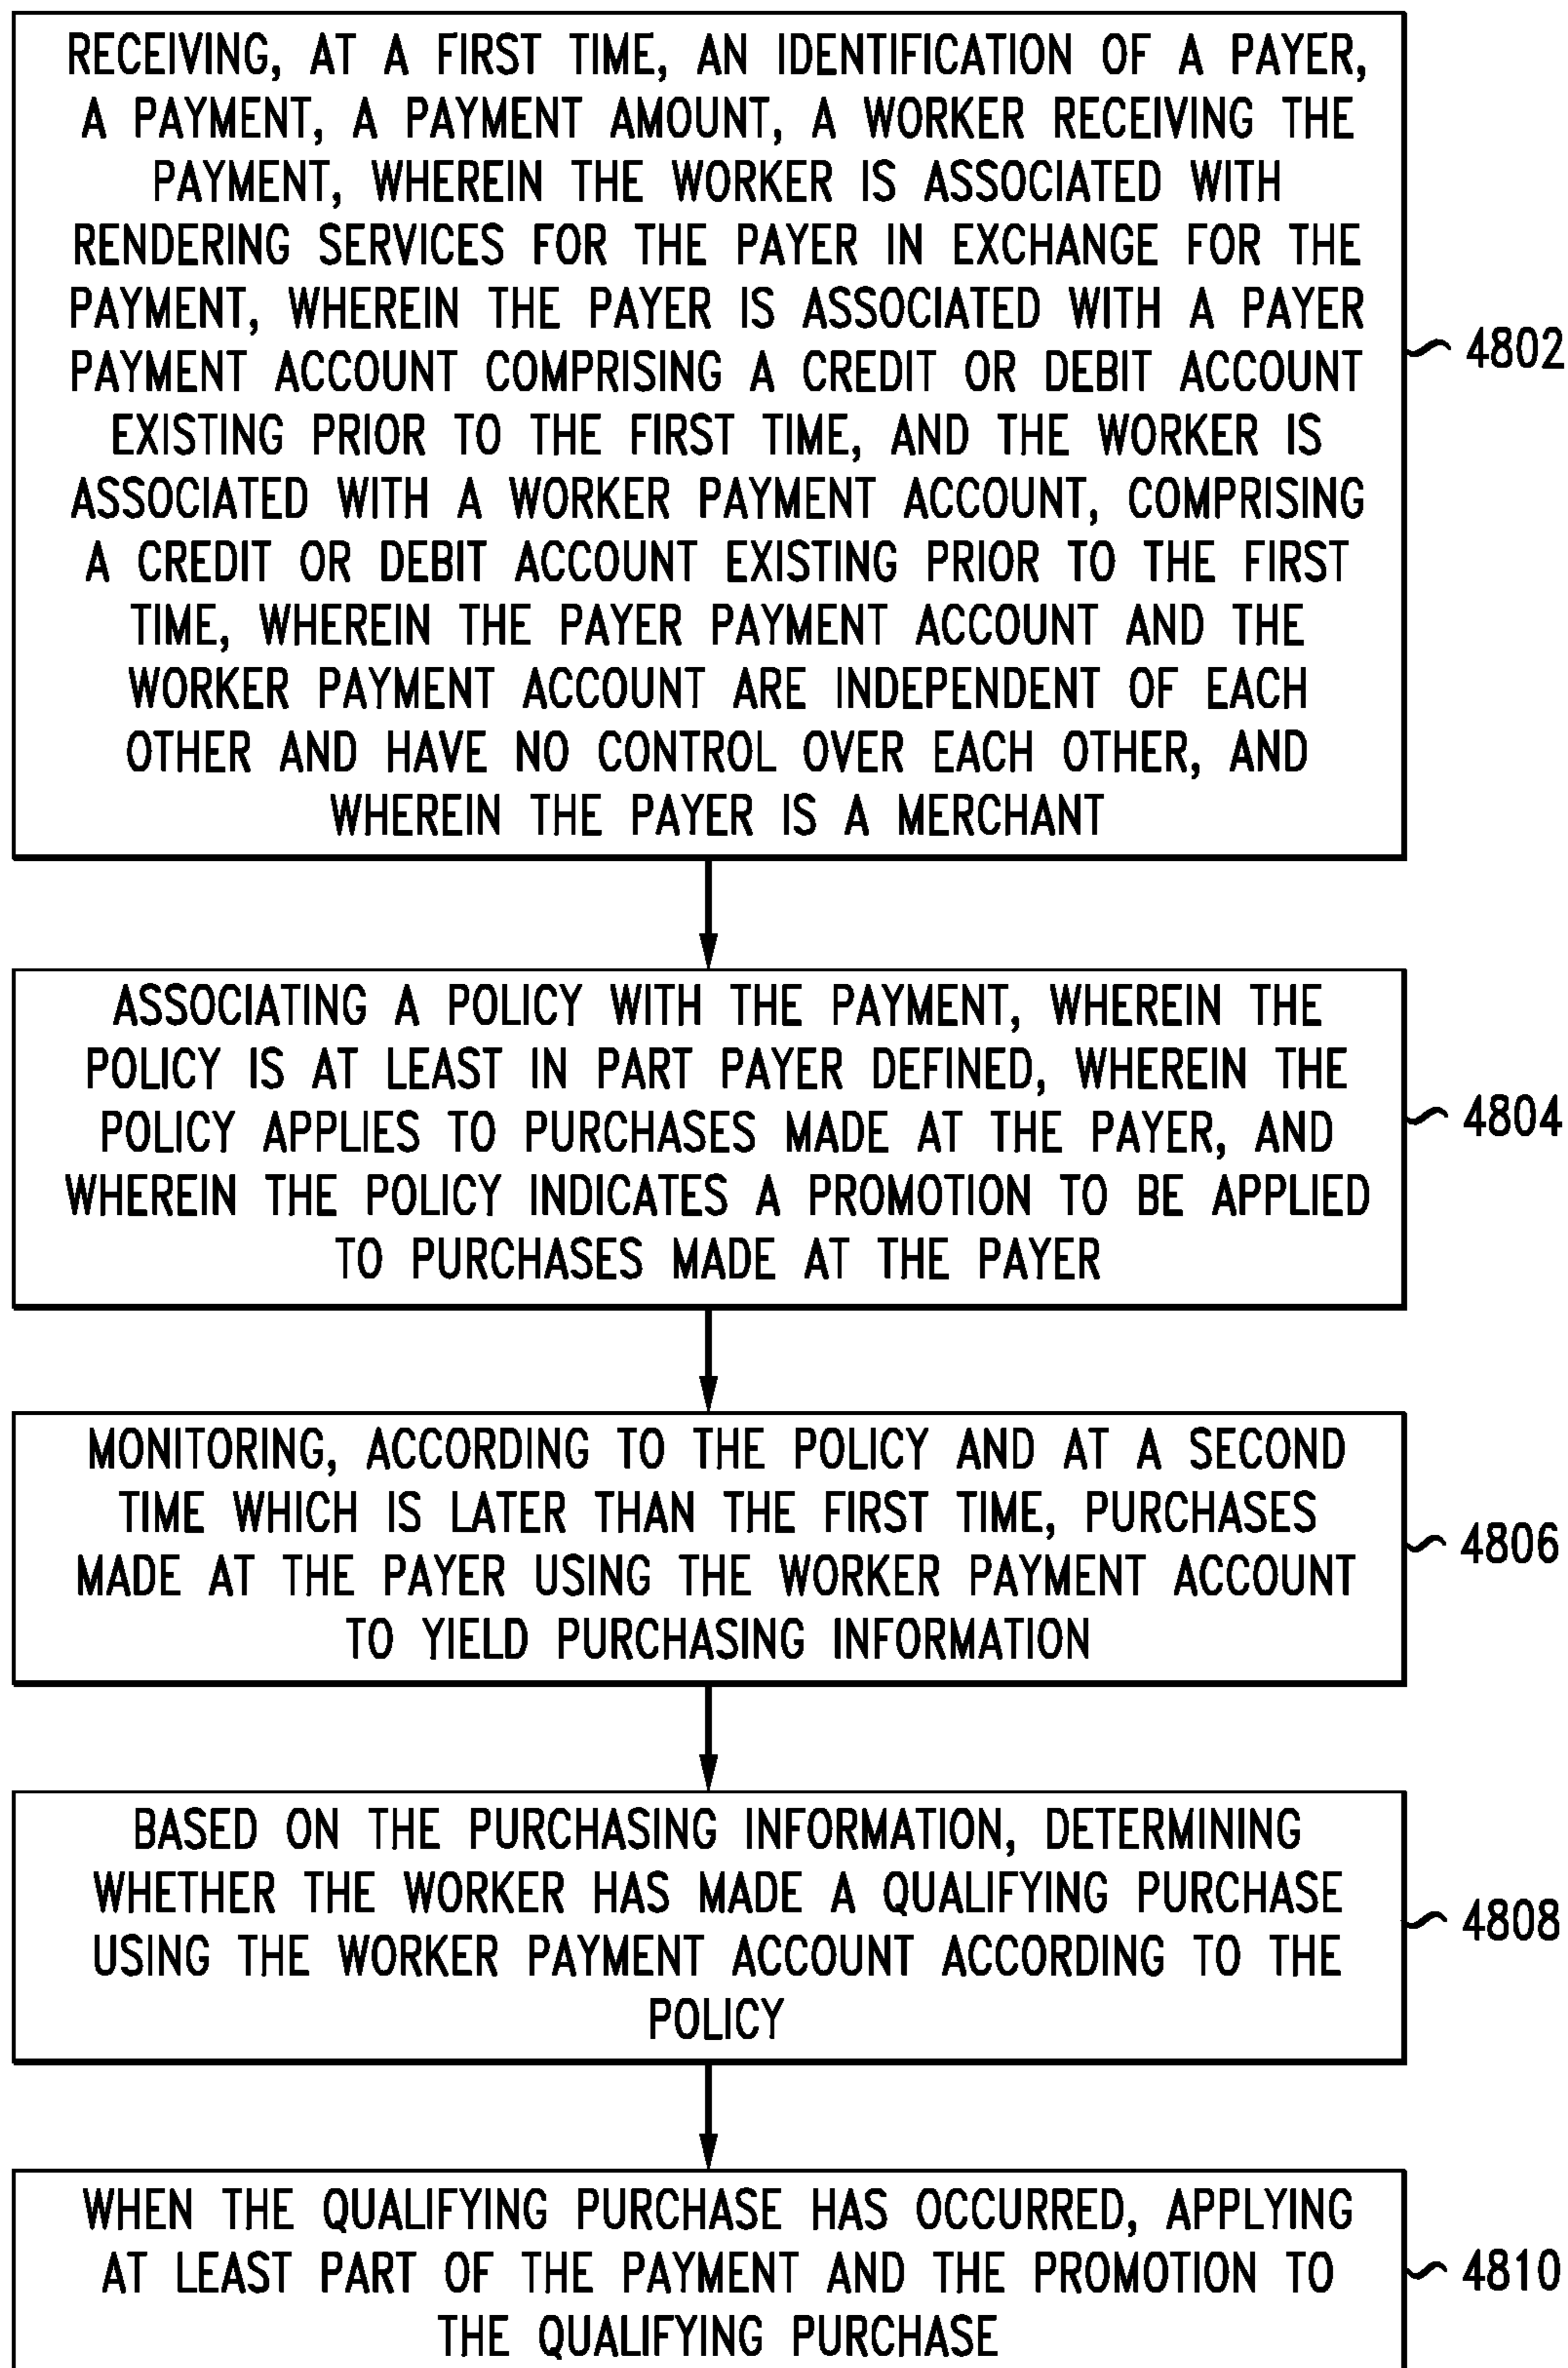 RECEIVING, AT A FIRST TIME, AN IDENTIFICATION OF A PAYER,
A PAYMENT, A PAYMENT AMOUNT, A WORKER RECEIVING THE
PAYMENT, WHEREIN THE WORKER IS ASSOCIATED WITH
RENDERING SERVICES FOR THE PAYER IN EXCHANGE FOR THE
PAYMENT, WHEREIN THE PAYER IS ASSOCIATED WITH A PAYER
PAYMENT ACCOUNT COMPRISING A CREDIT OR DEBIT ACCOUNT
EXISTING PRIOR TO THE FIRST TIME, AND THE WORKER IS
ASSOCIATED WITH A WORKER PAYMENT ACCOUNT, COMPRISING
A CREDIT OR DEBIT ACCOUNT EXISTING PRIOR TO THE FIRST
TIME, WHEREIN THE PAYER PAYMENT ACCOUNT AND THE
WORKER PAYMENT ACCOUNT ARE INDEPENDENT OF EACH
OTHER AND HAVE NO CONTROL OVER EACH OTHER, AND
WHEREIN THE PAYER IS A MERCHANT
4802
ASSOCIATING A POLICY WITH THE PAYMENT, WHEREIN THE
POLICY IS AT LEAST IN PART PAYER DEFINED, WHEREIN THE
POLICY APPLIES TO PURCHASES MADE AT THE PAYER, AND
WHEREIN THE POLICY INDICATES A PROMOTION TO BE APPLIED
TO PURCHASES MADE AT THE PAYER
4804
MONITORING, ACCORDING TO THE POLICY AND AT A SECOND
TIME WHICH IS LATER THAN THE FIRST TIME, PURCHASES
MADE AT THE PAYER USING THE WORKER PAYMENT ACCOUNT
TO YIELD PURCHASING INFORMATION
4806
BASED ON THE PURCHASING INFORMATION, DETERMINING
WHETHER THE WORKER HAS MADE A QUALIFYING PURCHASE
USING THE WORKER PAYMENT ACCOUNT ACCORDING TO THE
POLICY
4808
WHEN THE QUALIFYING PURCHASE HAS OCCURRED, APPLYING
AT LEAST PART OF THE PAYMENT AND THE PROMOTION TO
THE QUALIFYING PURCHASE
4810